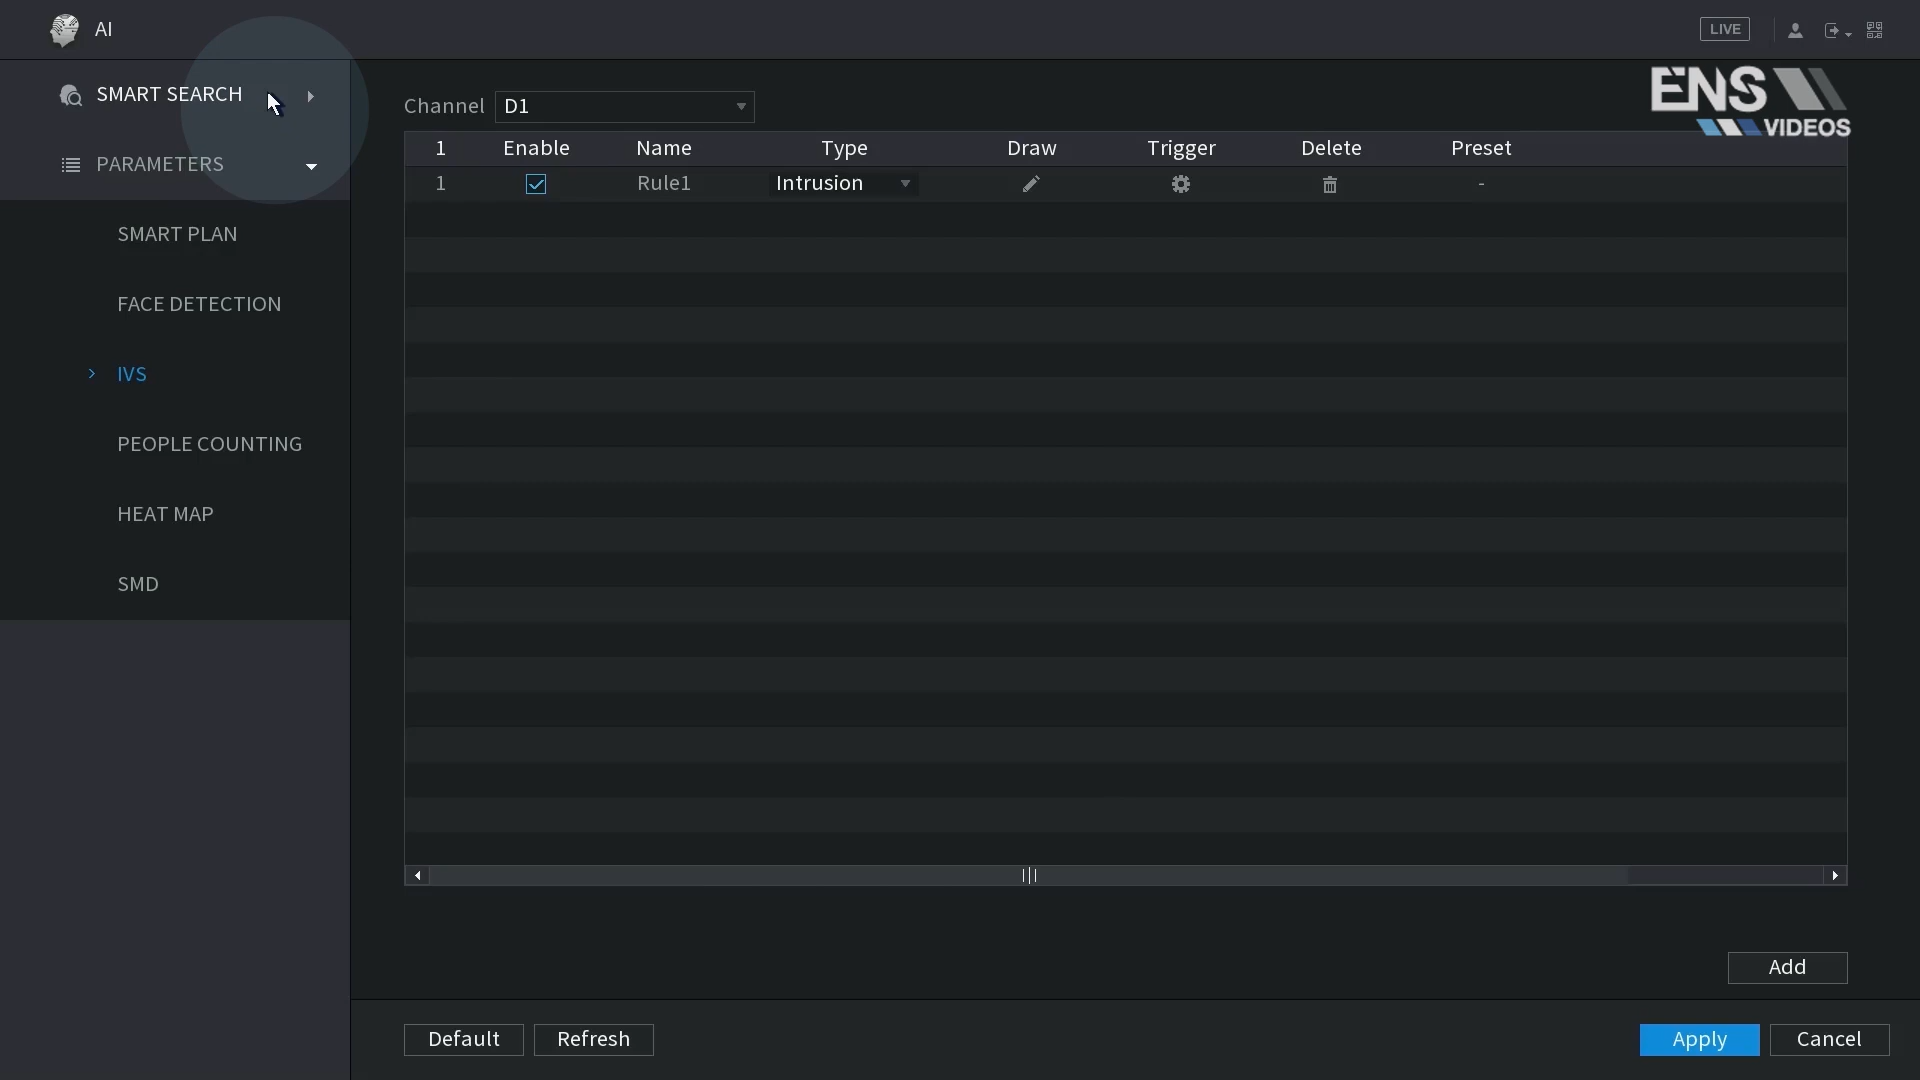 AI
LIVE
SMART SEARCH
PARAMETERS
SMART PLAN
FACE DETECTION
IVS
PEOPLE COUNTING
HEAT MAP
SMD
Channel D1
ENS
VIDEOS
1 Enable Name Type Draw Trigger Delete Preset
1 Rule1 Intrusion -
Add
Default Refresh Apply Cancel